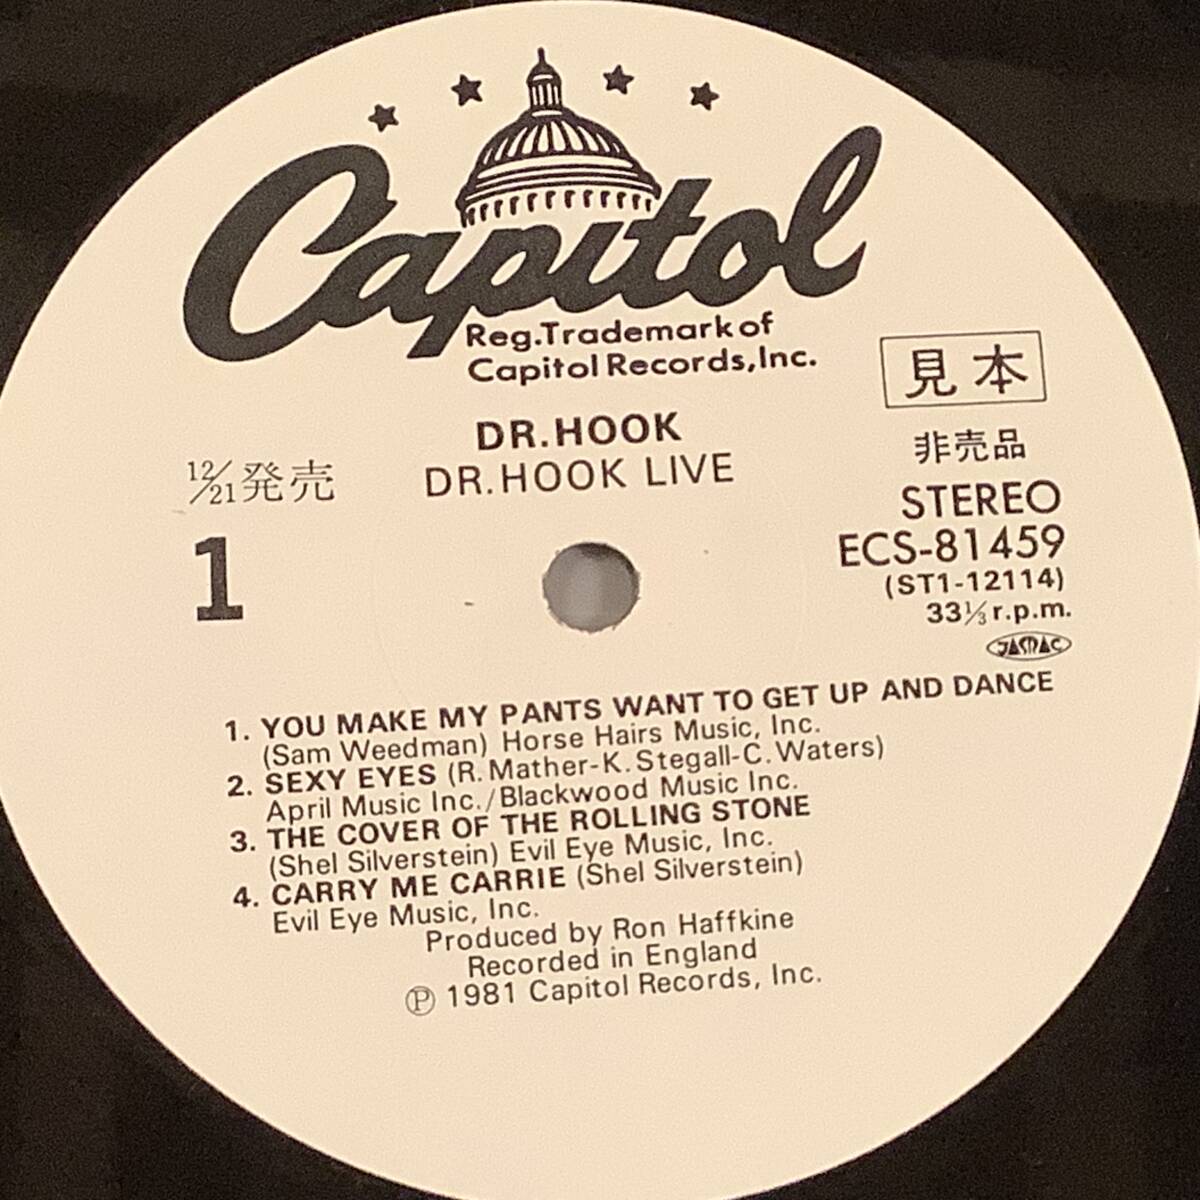 Capitol
Reg.Trademark of
Capitol Records,Inc.
見本
DR.HOOK
非売品
12/21発売
DR.HOOK LIVE
STEREO
1
ECS-81459
(ST1-12114)
33⅓ r.p.m.
JASRAC
1. YOU MAKE MY PANTS WANT TO GET UP AND DANCE
(Sam Weedman) Horse Hairs Music, Inc.
2. SEXY EYES (R. Mather-K. Stegall-C. Waters)
April Music Inc./Blackwood Music Inc.
3. THE COVER OF THE ROLLING STONE
(Shel Silverstein) Evil Eye Music, Inc.
4. CARRY ME CARRIE (Shel Silverstein)
Evil Eye Music, Inc.
Produced by Ron Haffkine
Recorded in England
Ⓟ 1981 Capitol Records, Inc.